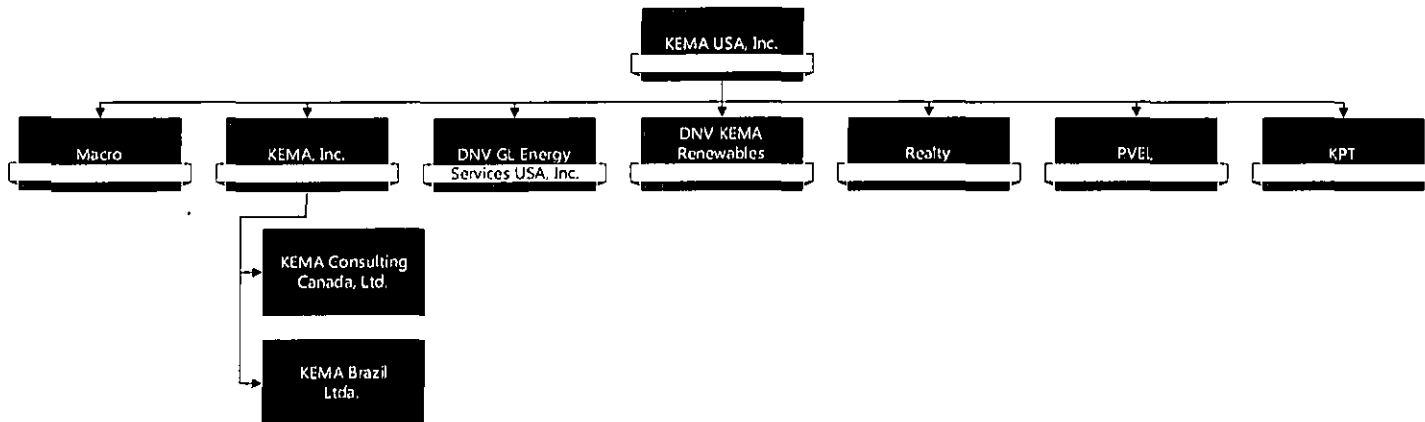 KEMA USA, Inc.
Macro
KEMA, Inc.
DNV GL Energy
Services USA, Inc.
DNV KEMA
Renewables
Realty
PVEL
KPT
KEMA Consulting
Canada, Ltd.
KEMA Brazil
Ltda.